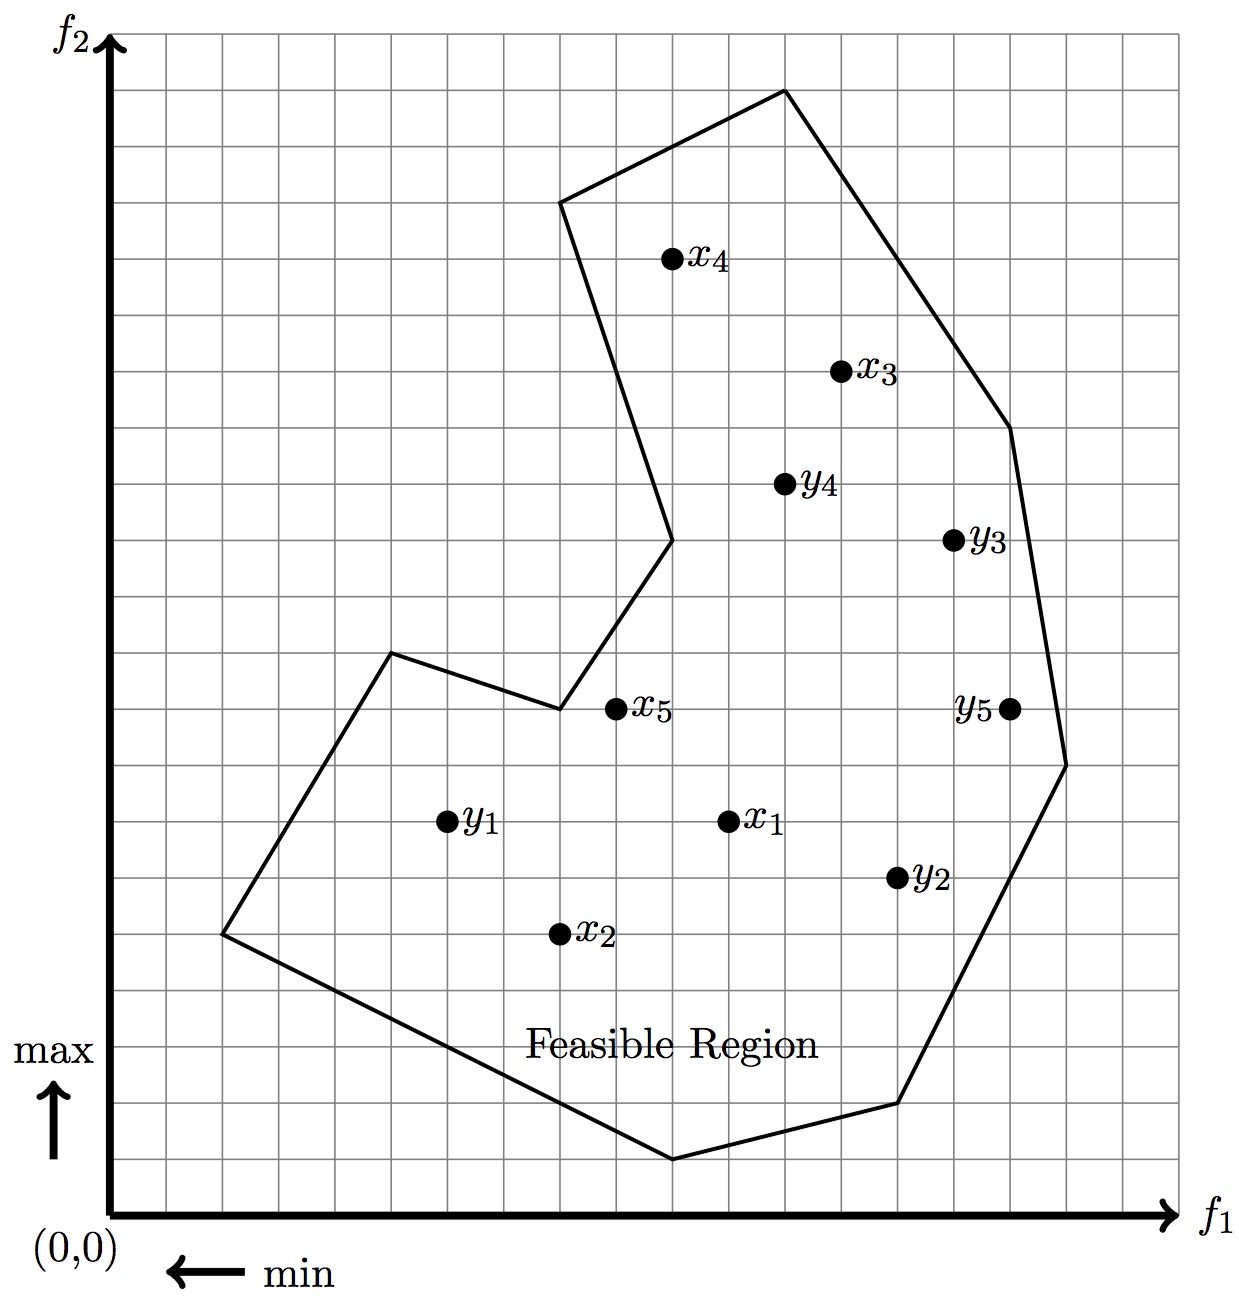 f₂
x₄
x₃
y₄
y₃
x₅
y₅
y₁
x₁
y₂
x₂
Feasible Region
max
f₁
(0,0)
min